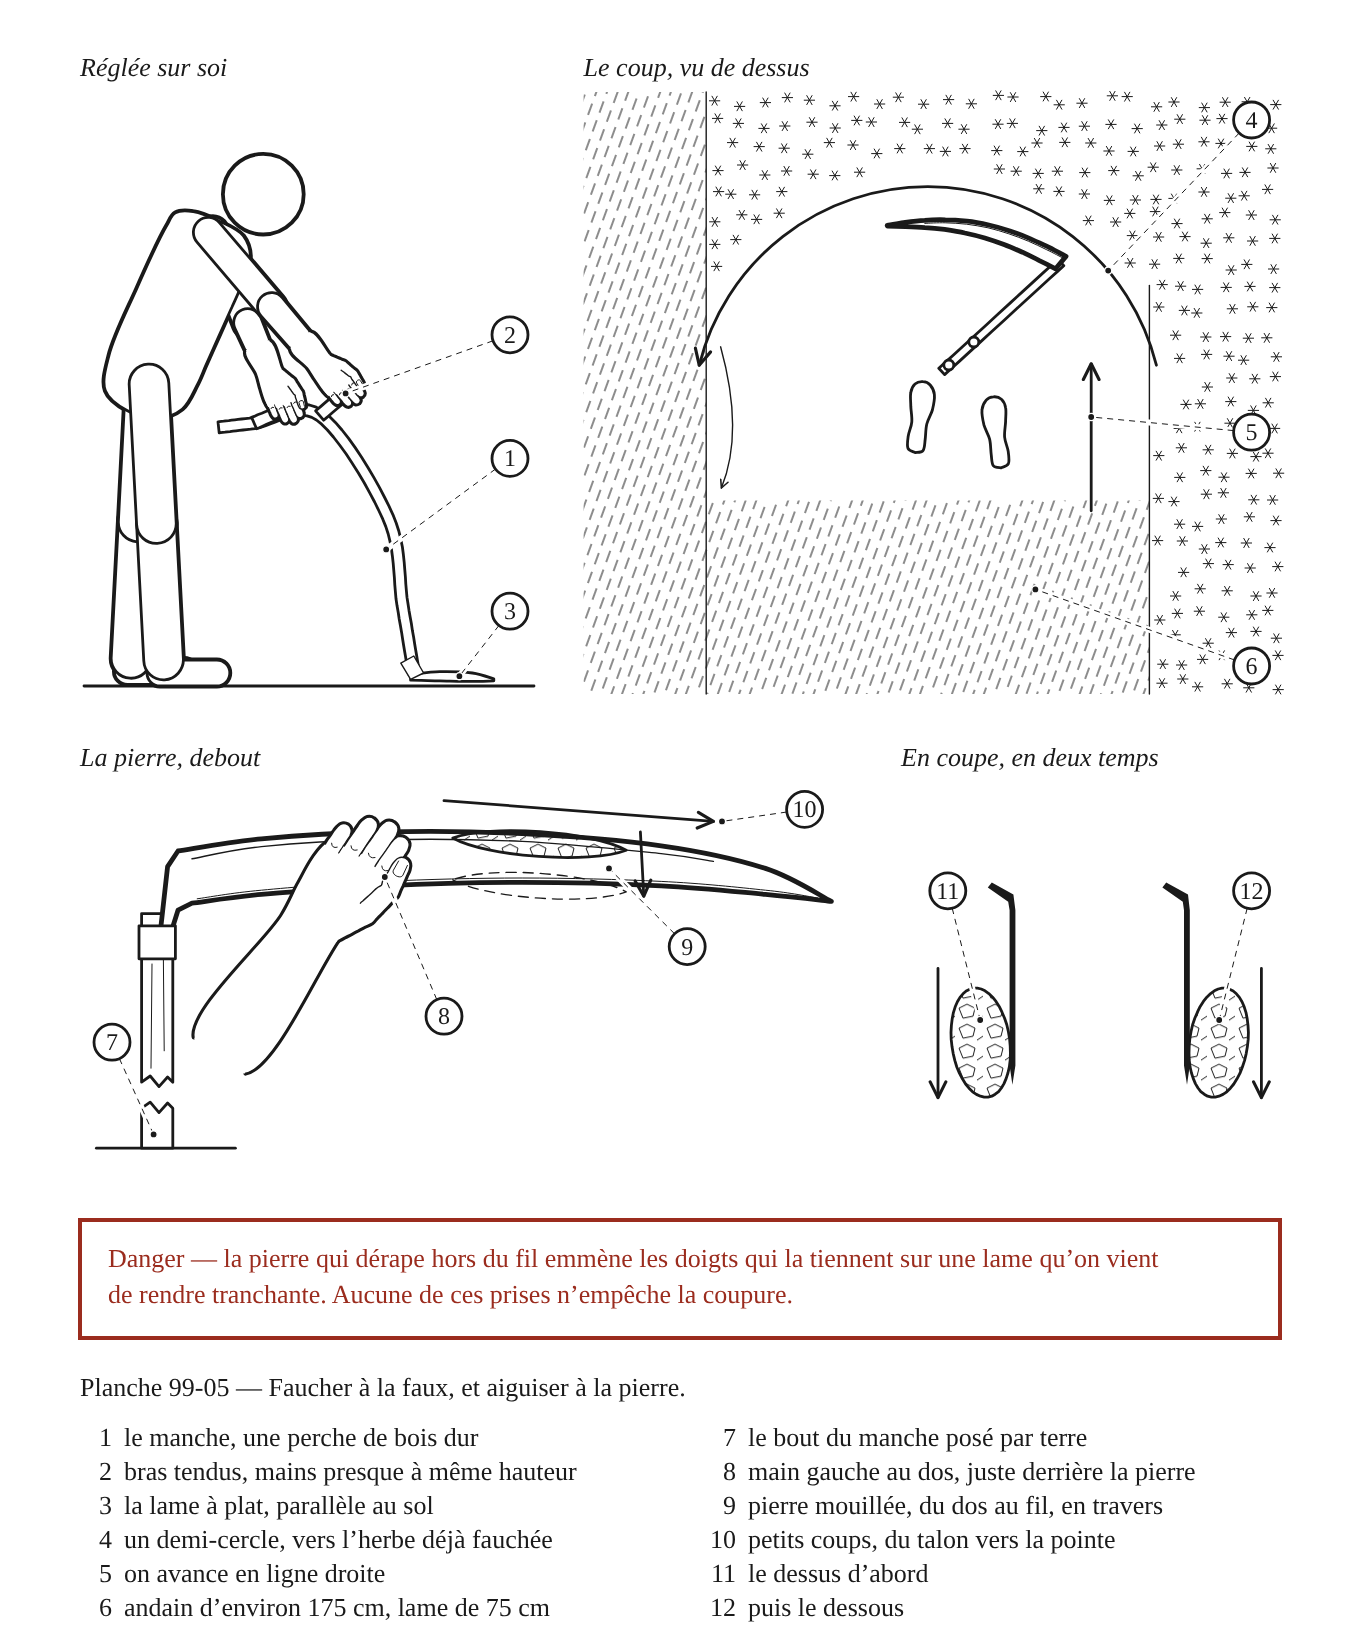 Réglée sur soi
Le coup, vu de dessus
4
2
5
1
3
6
La pierre, debout
En coupe, en deux temps
10
11
12
9
8
7
Danger — la pierre qui dérape hors du fil emmène les doigts qui la tiennent sur une lame qu’on vient
de rendre tranchante. Aucune de ces prises n’empêche la coupure.
Planche 99-05 — Faucher à la faux, et aiguiser à la pierre.
1 le manche, une perche de bois dur
2 bras tendus, mains presque à même hauteur
3 la lame à plat, parallèle au sol
4 un demi-cercle, vers l’herbe déjà fauchée
5 on avance en ligne droite
6 andain d’environ 175 cm, lame de 75 cm
7 le bout du manche posé par terre
8 main gauche au dos, juste derrière la pierre
9 pierre mouillée, du dos au fil, en travers
10 petits coups, du talon vers la pointe
11 le dessus d’abord
12 puis le dessous